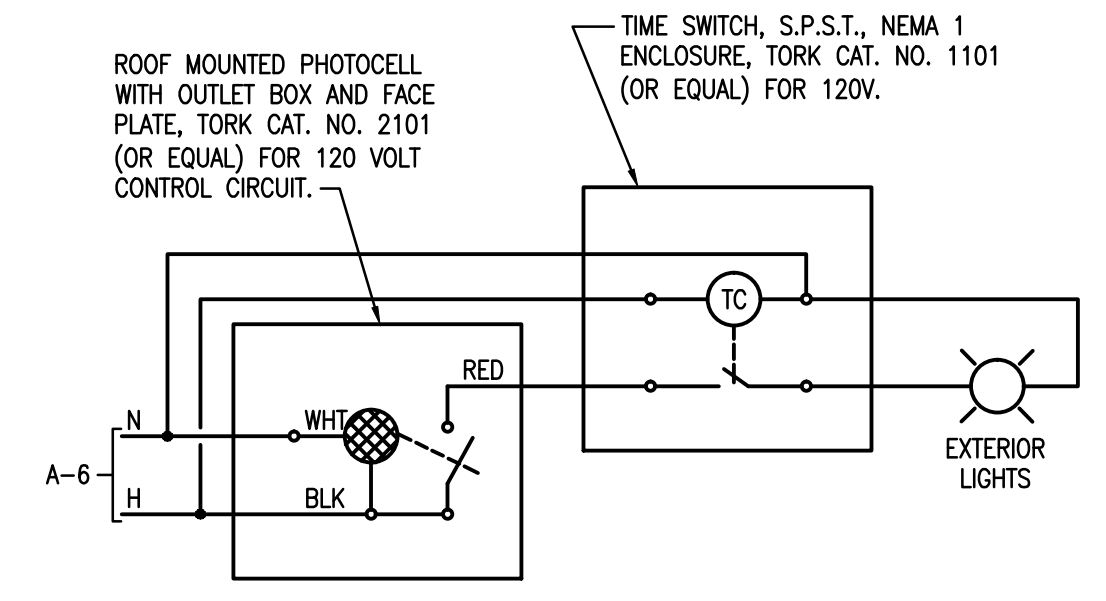 TIME SWITCH, S.P.S.T., NEMA 1
ENCLOSURE, TORK CAT. NO. 1101
(OR EQUAL) FOR 120V.
ROOF MOUNTED PHOTOCELL
WITH OUTLET BOX AND FACE
PLATE, TORK CAT. NO. 2101
(OR EQUAL) FOR 120 VOLT
CONTROL CIRCUIT.
TC
RED
N
WHT
A-6
H
BLK
EXTERIOR
LIGHTS